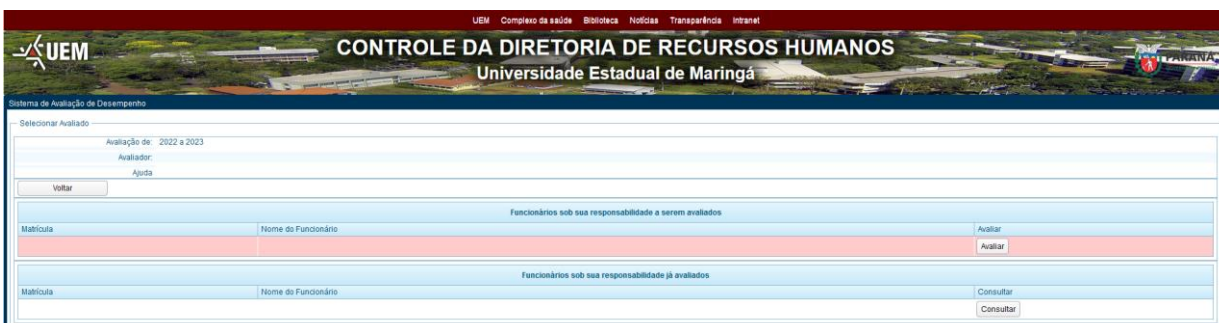 UEM Complexo da saúde Biblioteca Notícias Transparência Intranet
UEM
CONTROLE DA DIRETORIA DE RECURSOS HUMANOS
Universidade Estadual de Maringá
PARANÁ
Sistema de Avaliação de Desempenho
Selecionar Avaliado
Avaliação de: 2022 a 2023
Avaliador:
Ajuda
Voltar
Funcionários sob sua responsabilidade a serem avaliados
Matrícula Nome do Funcionário Avaliar
Avaliar
Funcionários sob sua responsabilidade já avaliados
Matrícula Nome do Funcionário Consultar
Consultar